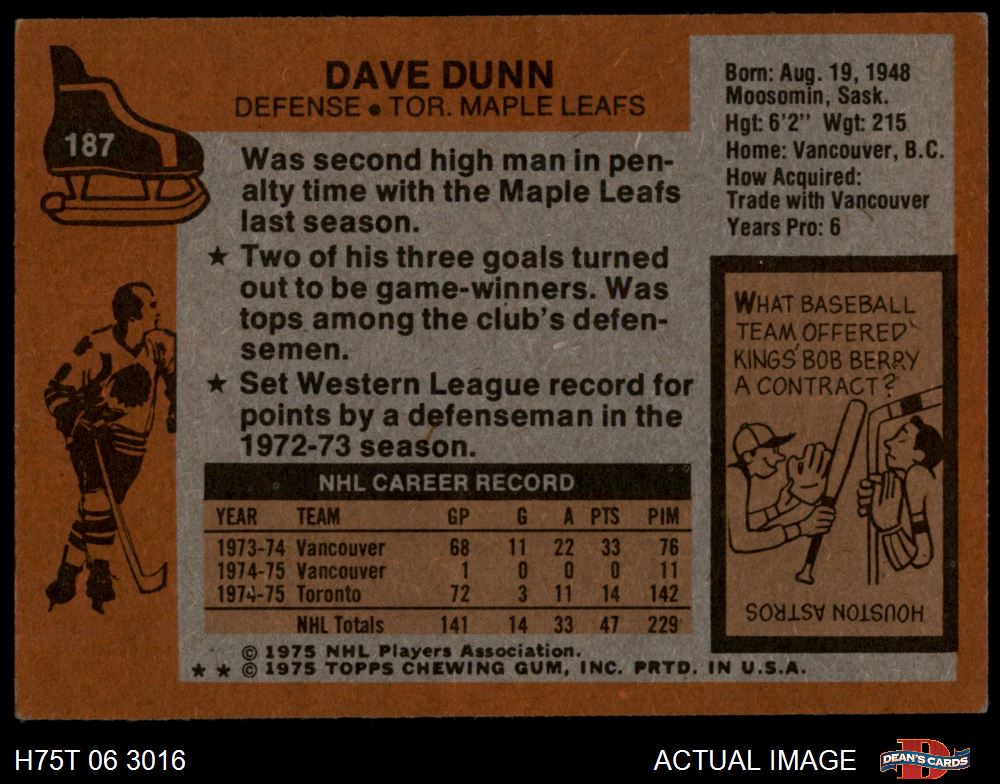 187
DAVE DUNN
DEFENSE • TOR. MAPLE LEAFS
Was second high man in pen-
alty time with the Maple Leafs
last season.
★ Two of his three goals turned
out to be game-winners. Was
tops among the club's defen-
semen.
★ Set Western League record for
points by a defenseman in the
1972-73 season.
NHL CAREER RECORD
YEAR TEAM GP G A PTS PIM
1973-74 Vancouver 68 11 22 33 76
1974-75 Vancouver 1 0 0 0 11
1974-75 Toronto 72 3 11 14 142
NHL Totals 141 14 33 47 229
© 1975 NHL Players Association.
★ ★ © 1975 TOPPS CHEWING GUM, INC. PRTD. IN U.S.A.
Born: Aug. 19, 1948
Moosomin, Sask.
Hgt: 6'2" Wgt: 215
Home: Vancouver, B.C.
How Acquired:
Trade with Vancouver
Years Pro: 6
WHAT BASEBALL
TEAM OFFERED
KINGS' BOB BERRY
A CONTRACT?
HOUSTON ASTROS
H75T 06 3016
ACTUAL IMAGE
DEAN'S CARDS